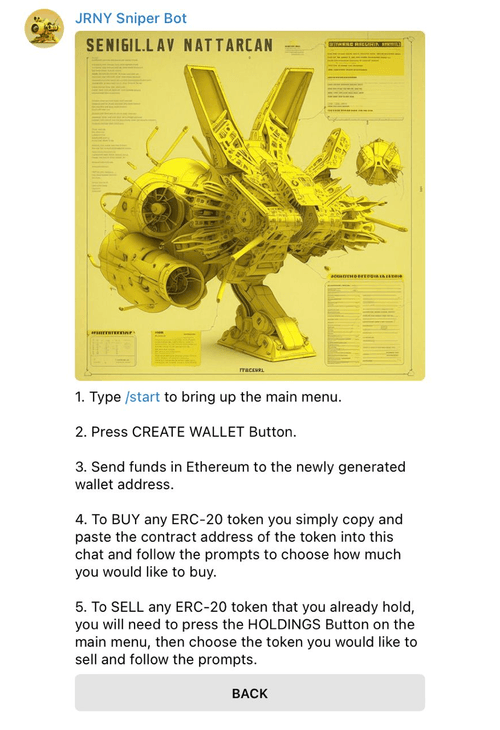 JRNY Sniper Bot
SENIGIL.LAV NATTARCAN
1. Type /start to bring up the main menu.
2. Press CREATE WALLET Button.
3. Send funds in Ethereum to the newly generated
wallet address.
4. To BUY any ERC-20 token you simply copy and
paste the contract address of the token into this
chat and follow the prompts to choose how much
you would like to buy.
5. To SELL any ERC-20 token that you already hold,
you will need to press the HOLDINGS Button on the
main menu, then choose the token you would like to
sell and follow the prompts.
BACK